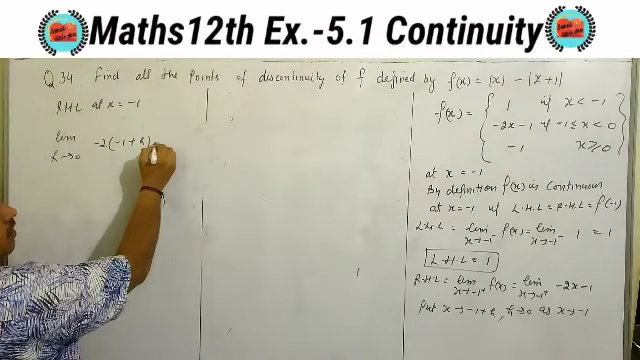 Maths12th Ex.-5.1 Continuity
Q.34 Find all the points of discontinuity of f defined by f(x) = |x| - |x+1|
RHL at x = -1
lim h→0 -2(-1+h)
f(x) = { 1 if x < -1
-2x-1 if -1 ≤ x < 0
-1 x ≥ 0
at x = -1
By definition f(x) is continuous
at x = -1 if L.H.L = R.H.L = f(-1)
L.H.L = lim x→-1⁻ f(x) = lim x→-1⁻ 1 = 1
L.H.L = 1
R.H.L = lim x→-1⁺ f(x) = lim x→-1⁺ -2x-1
Put x → -1+h, h→0 as x→-1